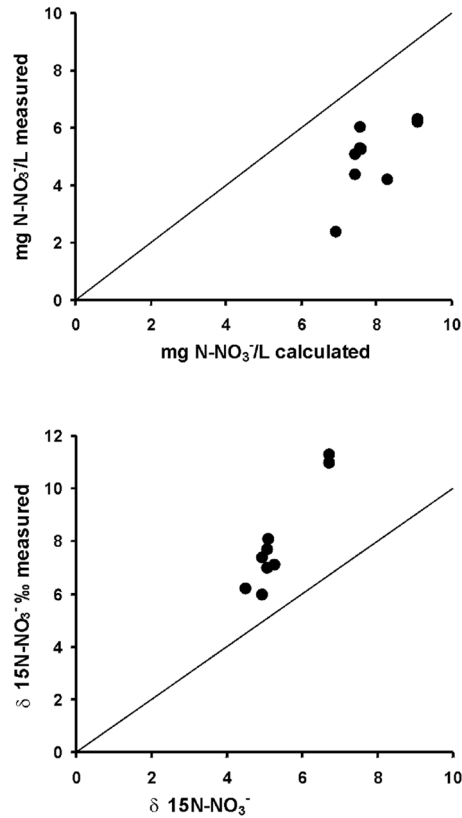 mg N-NO₃⁻/L measured
10
8
6
4
2
0
0 2 4 6 8 10
mg N-NO₃⁻/L calculated
δ 15N-NO₃⁻ ‰ measured
12
10
8
6
4
2
0
0 2 4 6 8 10
δ 15N-NO₃⁻